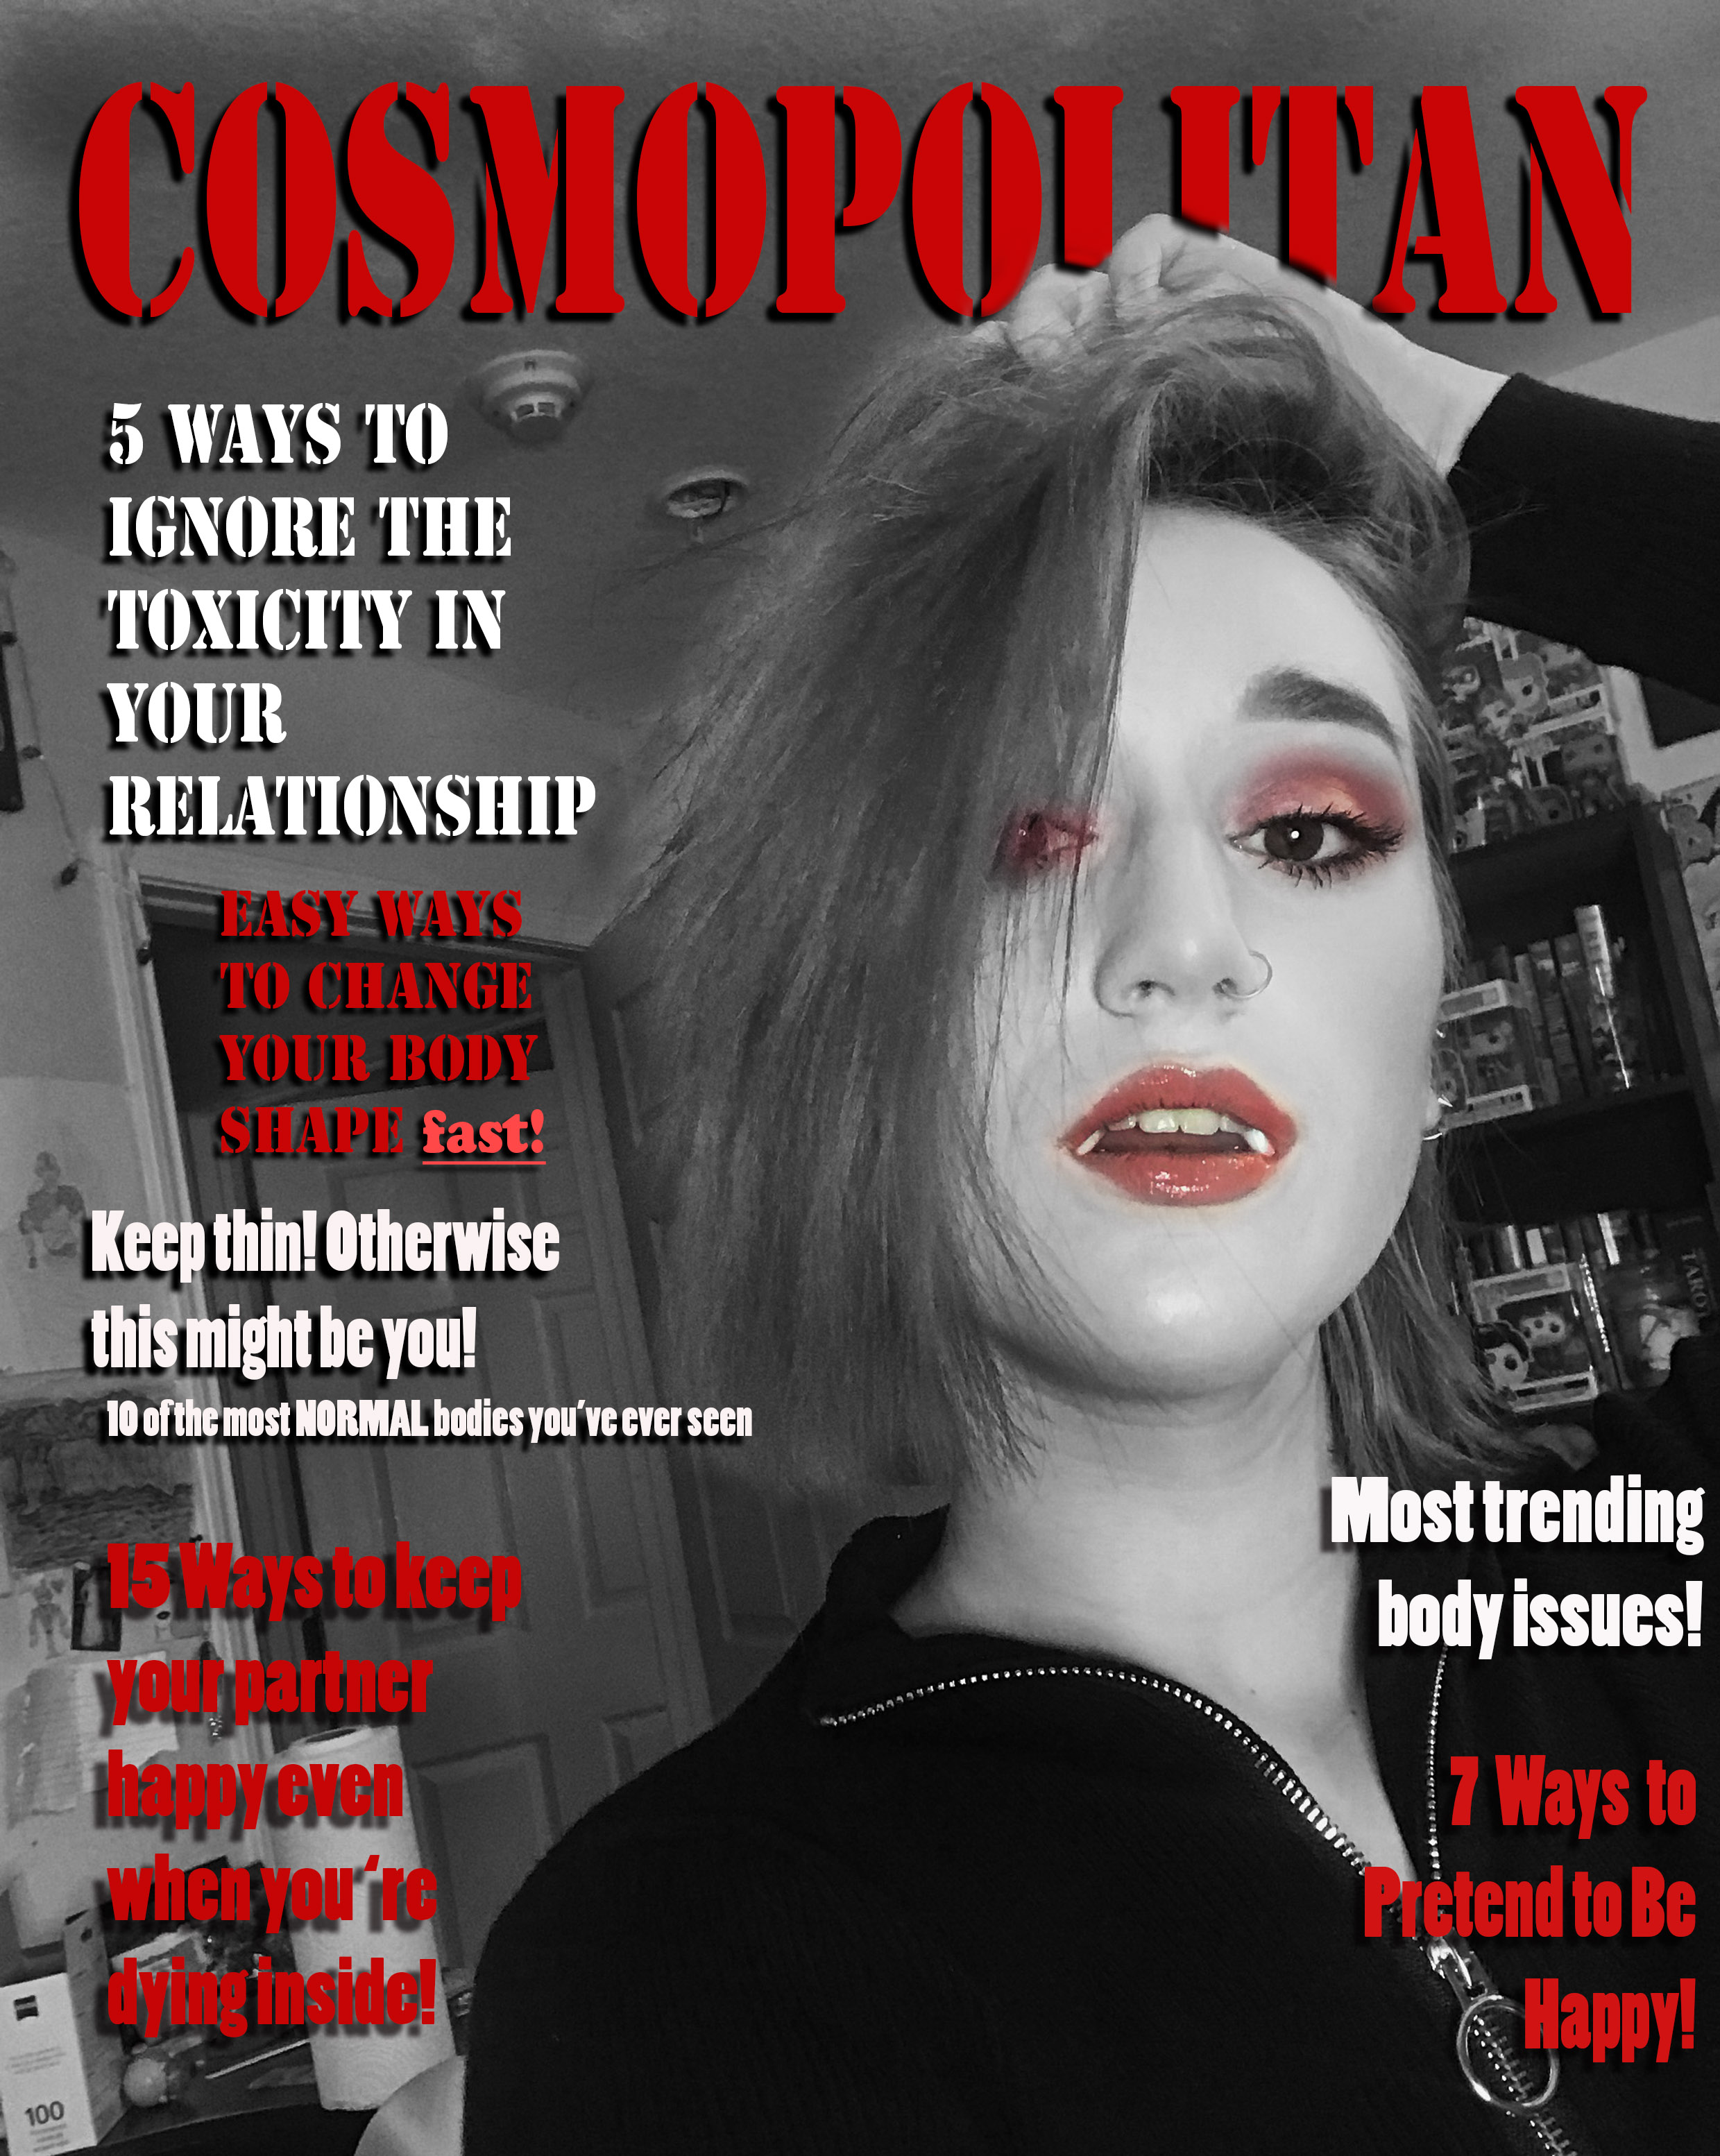 COSMOPOLITAN
5 WAYS TO
IGNORE THE
TOXICITY IN
YOUR
RELATIONSHIP
EASY WAYS
TO CHANGE
YOUR BODY
SHAPE fast!
Keep thin! Otherwise
this might be you!
10 of the most NORMAL bodies you've ever seen
15 Ways to keep
your partner
happy even
when you're
dying inside!
Most trending
body issues!
7 Ways to
Pretend to Be
Happy!
TAROT
100